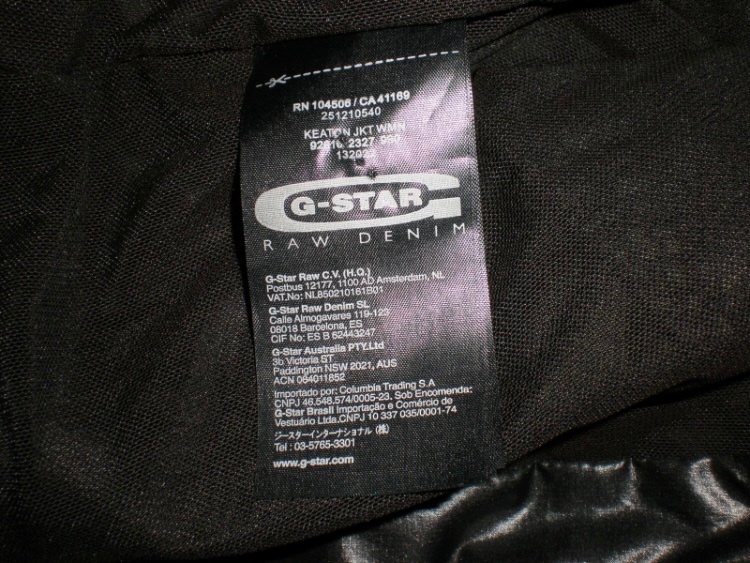 RN 104506 / CA 41169
251210540
KEATON JKT WMN
2327
G-STAR
RAW DENIM
G-Star Raw C.V. (H.Q.)
Postbus 12177, 1100 AD Amsterdam, NL
VAT.No: NL850210161B01
G-Star Raw Denim SL
Calle Almogavares 119-123
08018 Barcelona, ES
CIF No: ES B 62443247
G-Star Australia PTY.Ltd
3b Victoria ST
Paddington NSW 2021, AUS
ACN 064011852
Importado por: Columbia Trading S.A
CNPJ 46.548.574/0005-23. Sob Encomenda:
G-Star Brasil Importação e Comércio de
Vestuário Ltda.CNPJ 10 337 035/0001-74
ジースターインターナショナル (株)
Tel : 03-5765-3301
www.g-star.com